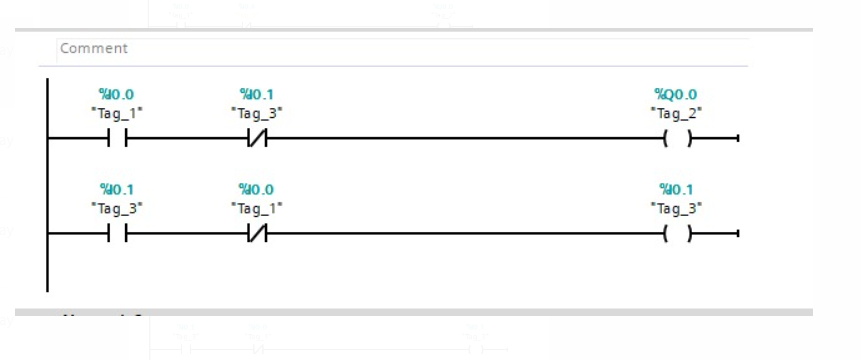 Comment
%I0.0 %I0.1 %Q0.0
"Tag_1" "Tag_3" "Tag_2"
%I0.1 %I0.0 %I0.1
"Tag_3" "Tag_1" "Tag_3"